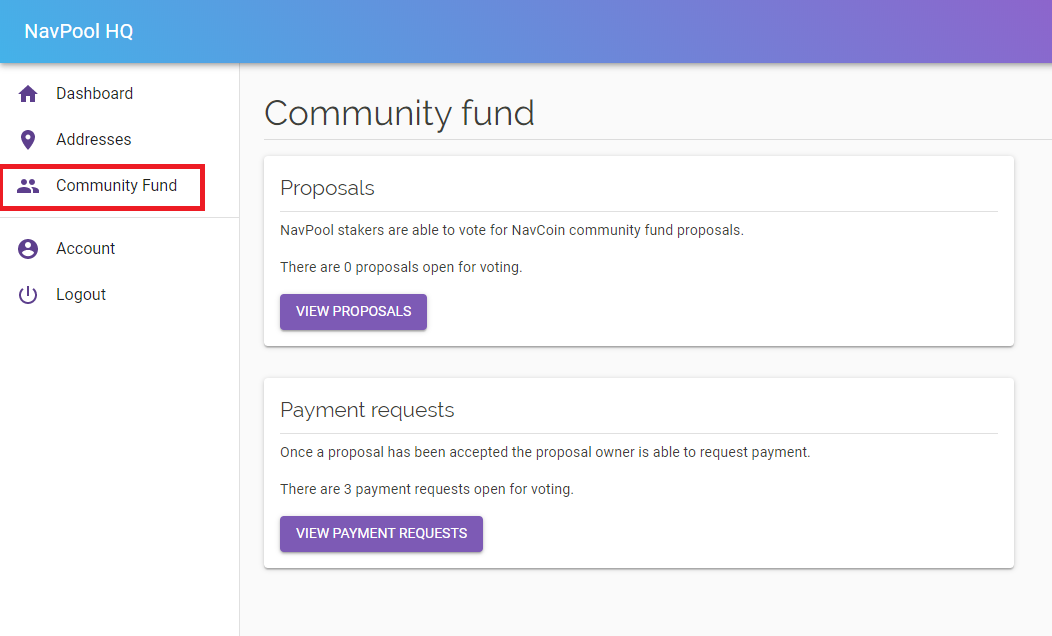 NavPool HQ
Dashboard
Addresses
Community Fund
Account
Logout
Community fund
Proposals
NavPool stakers are able to vote for NavCoin community fund proposals.
There are 0 proposals open for voting.
VIEW PROPOSALS
Payment requests
Once a proposal has been accepted the proposal owner is able to request payment.
There are 3 payment requests open for voting.
VIEW PAYMENT REQUESTS